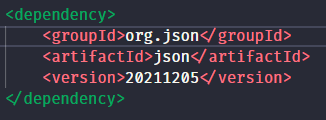 <dependency>
<groupId>org.json</groupId>
<artifactId>json</artifactId>
<version>20211205</version>
</dependency>